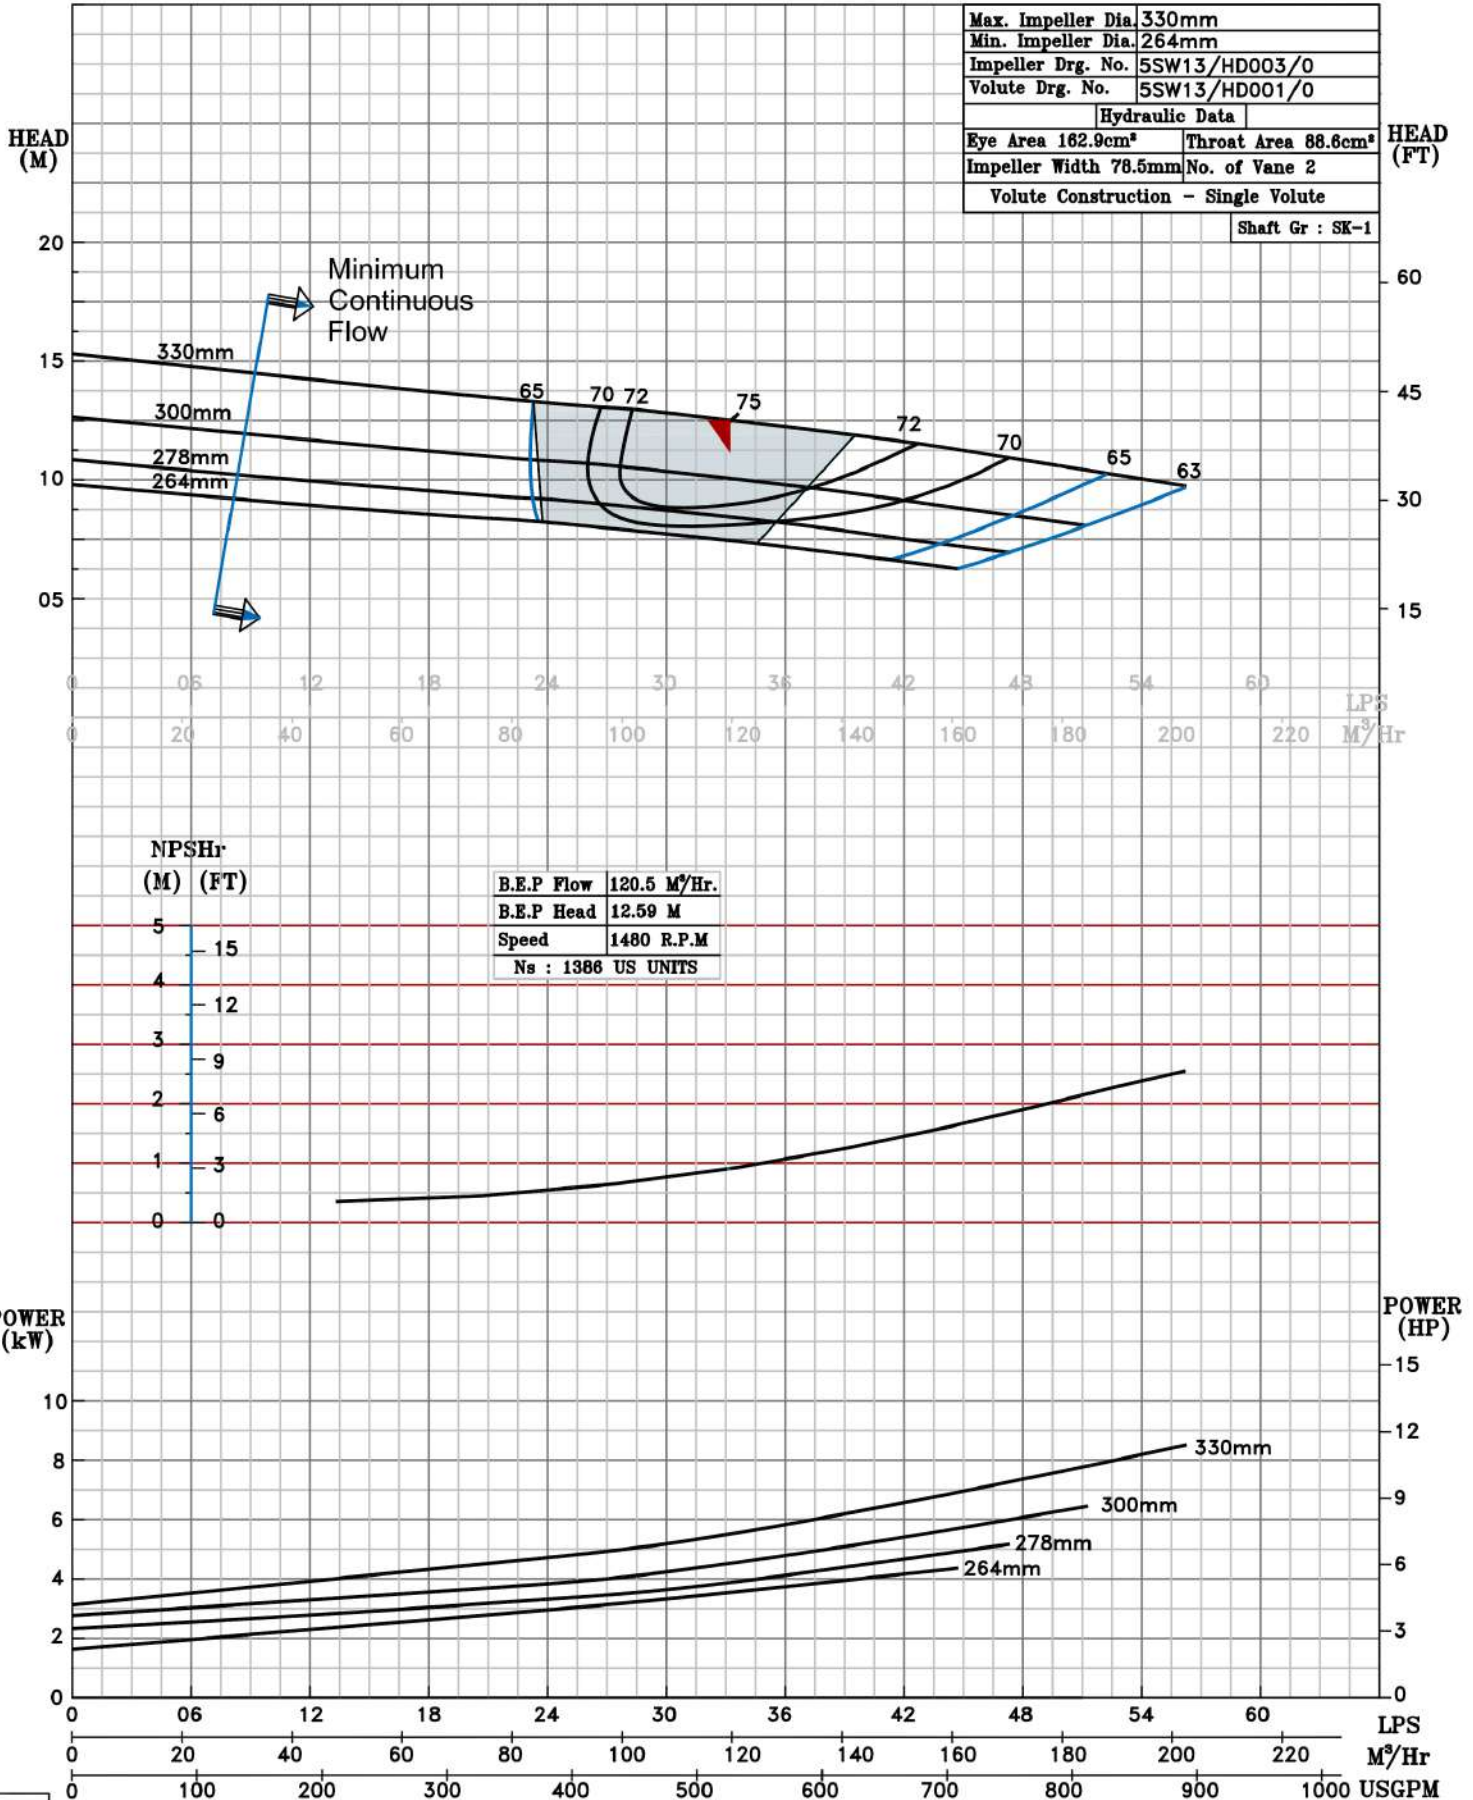 Max. Impeller Dia. 330mm
Min. Impeller Dia. 264mm
Impeller Drg. No. 5SW13/HD003/0
Volute Drg. No. 5SW13/HD001/0
Hydraulic Data
Eye Area 162.9cm² Throat Area 88.6cm²
Impeller Width 78.5mm No. of Vane 2
Volute Construction - Single Volute
Shaft Gr : SK-1
HEAD
(M)
HEAD
(FT)
20
15
10
05
60
45
30
15
Minimum
Continuous
Flow
330mm
300mm
278mm
264mm
65 70 72 75 72 70 65 63
0 06 12 18 24 30 36 42 48 54 60
LPS
0 20 40 60 80 100 120 140 160 180 200 220 M³/Hr
NPSHr
(M) (FT)
5
4
3
2
1
0
15
12
9
6
3
0
B.E.P Flow 120.5 M³/Hr.
B.E.P Head 12.59 M
Speed 1480 R.P.M
Ns : 1386 US UNITS
POWER
(kW)
POWER
(HP)
10
8
6
4
2
0
15
12
9
6
3
0
330mm
300mm
278mm
264mm
0 06 12 18 24 30 36 42 48 54 60 LPS
0 20 40 60 80 100 120 140 160 180 200 220 M³/Hr
0 100 200 300 400 500 600 700 800 900 1000 USGPM